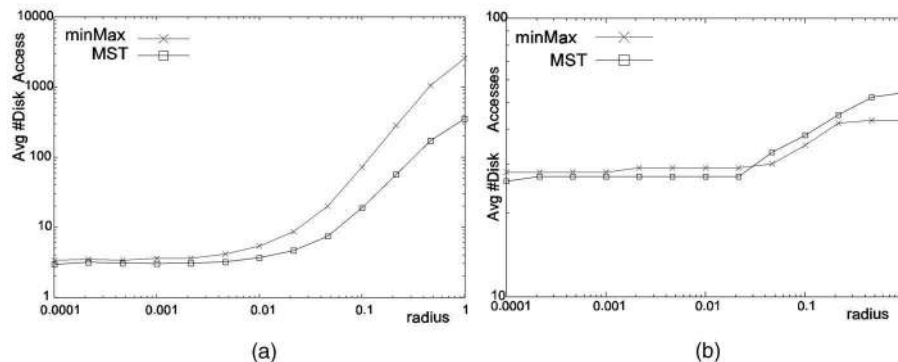 10000
minMax
MST
1000
Avg #Disk Access
100
10
1
0.0001
0.001
0.01
0.1
1
radius
(a)
100
minMax
MST
Avg #Disk Accesses
10
0.0001
0.001
0.01
0.1
radius
(b)